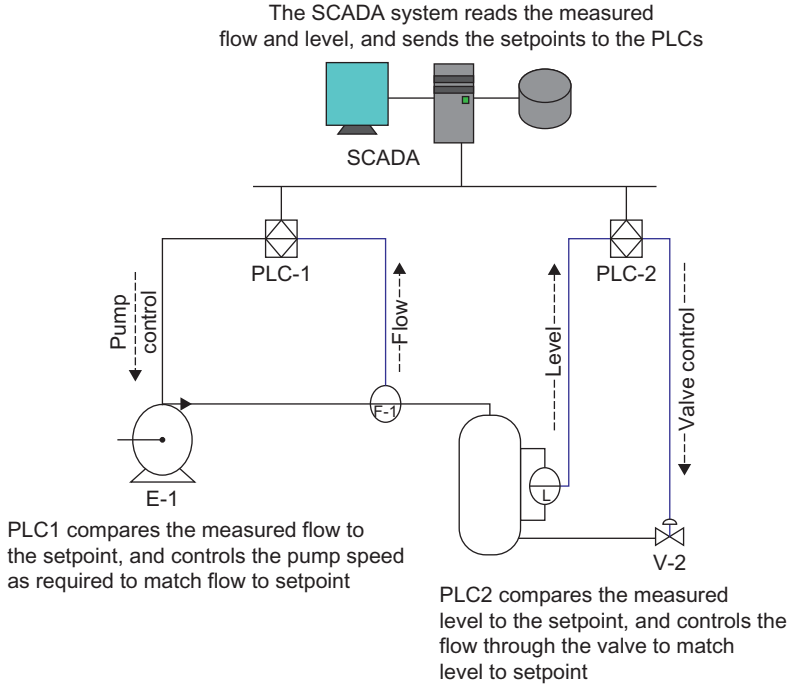 The SCADA system reads the measured
flow and level, and sends the setpoints to the PLCs
SCADA
PLC-1
PLC-2
Pump
control
Flow
Level
Valve control
F-1
L
E-1
V-2
PLC1 compares the measured flow to
the setpoint, and controls the pump speed
as required to match flow to setpoint
PLC2 compares the measured
level to the setpoint, and controls the
flow through the valve to match
level to setpoint